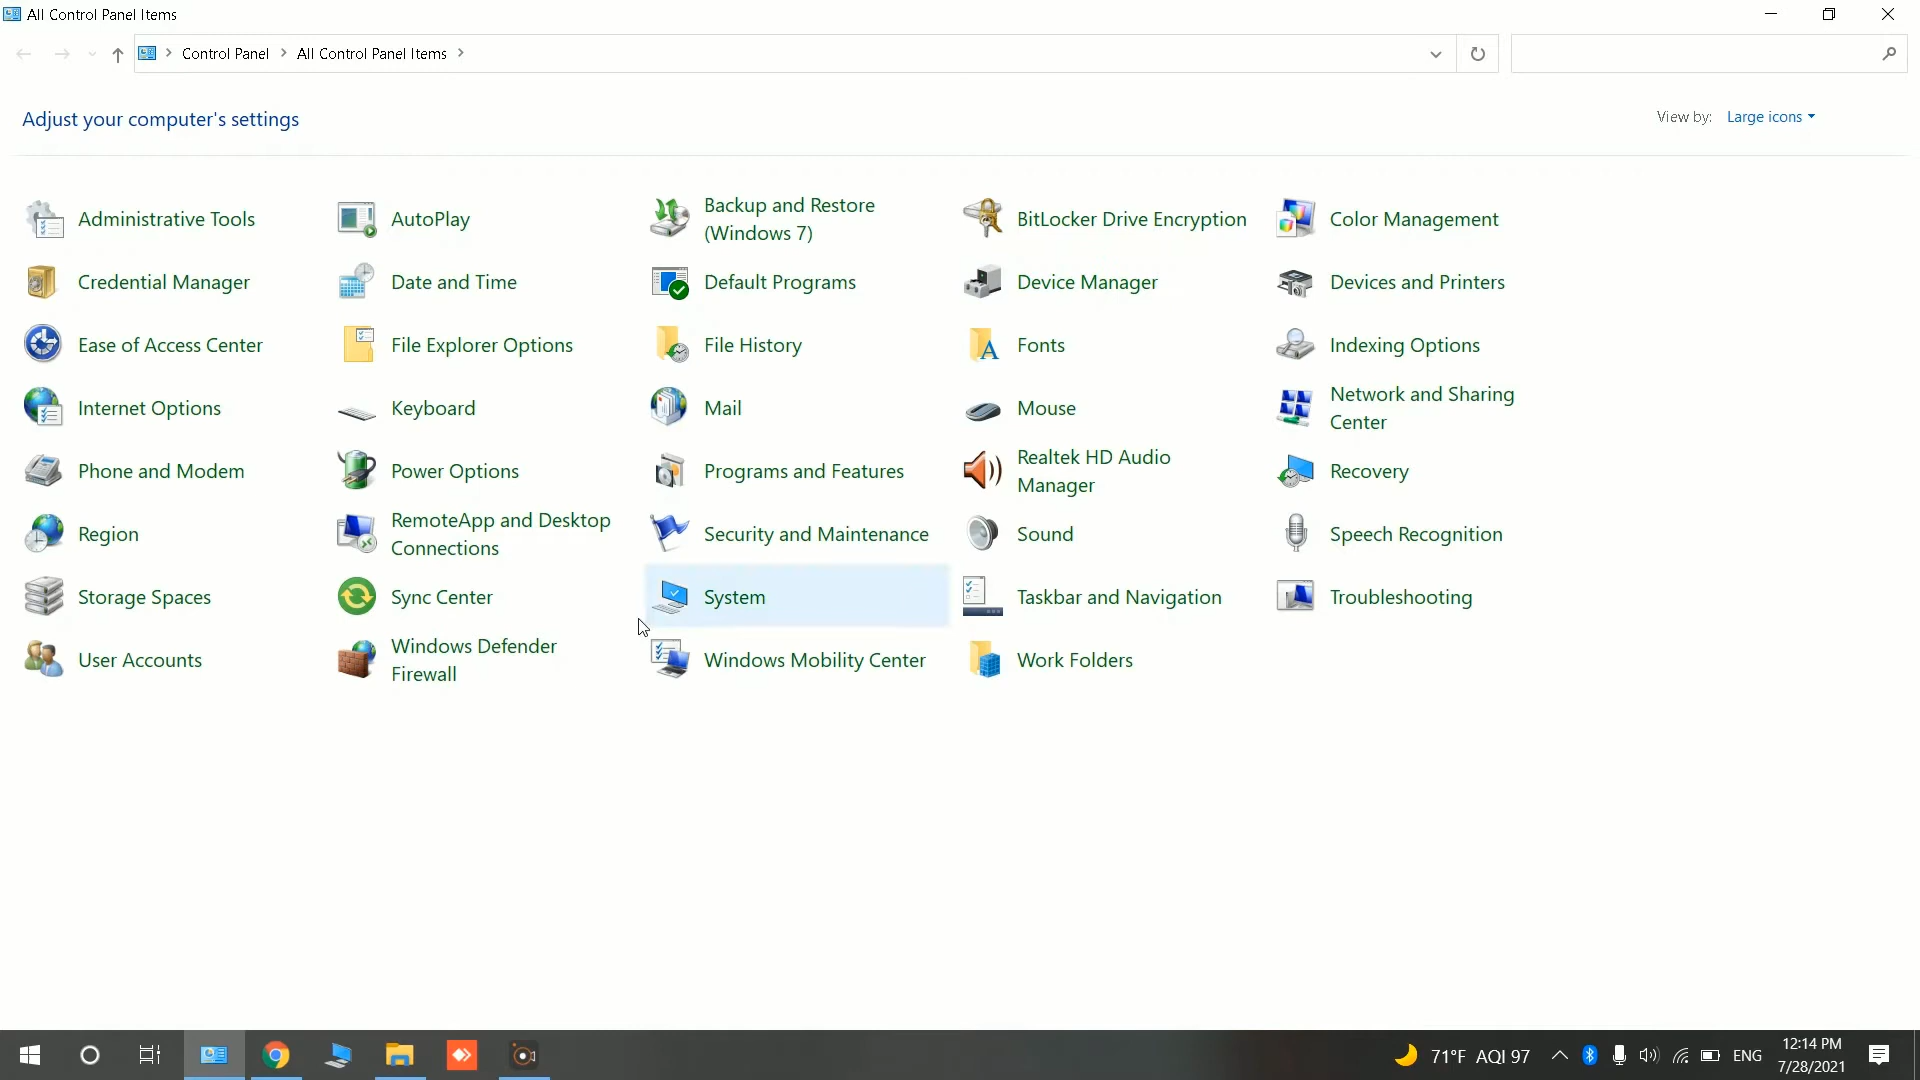 All Control Panel Items
Control Panel
All Control Panel Items
Adjust your computer's settings
View by:
Large icons
Administrative Tools
AutoPlay
Backup and Restore
(Windows 7)
BitLocker Drive Encryption
Color Management
Credential Manager
Date and Time
Default Programs
Device Manager
Devices and Printers
Ease of Access Center
File Explorer Options
File History
Fonts
Indexing Options
Internet Options
Keyboard
Mail
Mouse
Network and Sharing
Center
Phone and Modem
Power Options
Programs and Features
Realtek HD Audio
Manager
Recovery
Region
RemoteApp and Desktop
Connections
Security and Maintenance
Sound
Speech Recognition
Storage Spaces
Sync Center
System
Taskbar and Navigation
Troubleshooting
User Accounts
Windows Defender
Firewall
Windows Mobility Center
Work Folders
71°F AQI 97
ENG
12:14 PM
7/28/2021